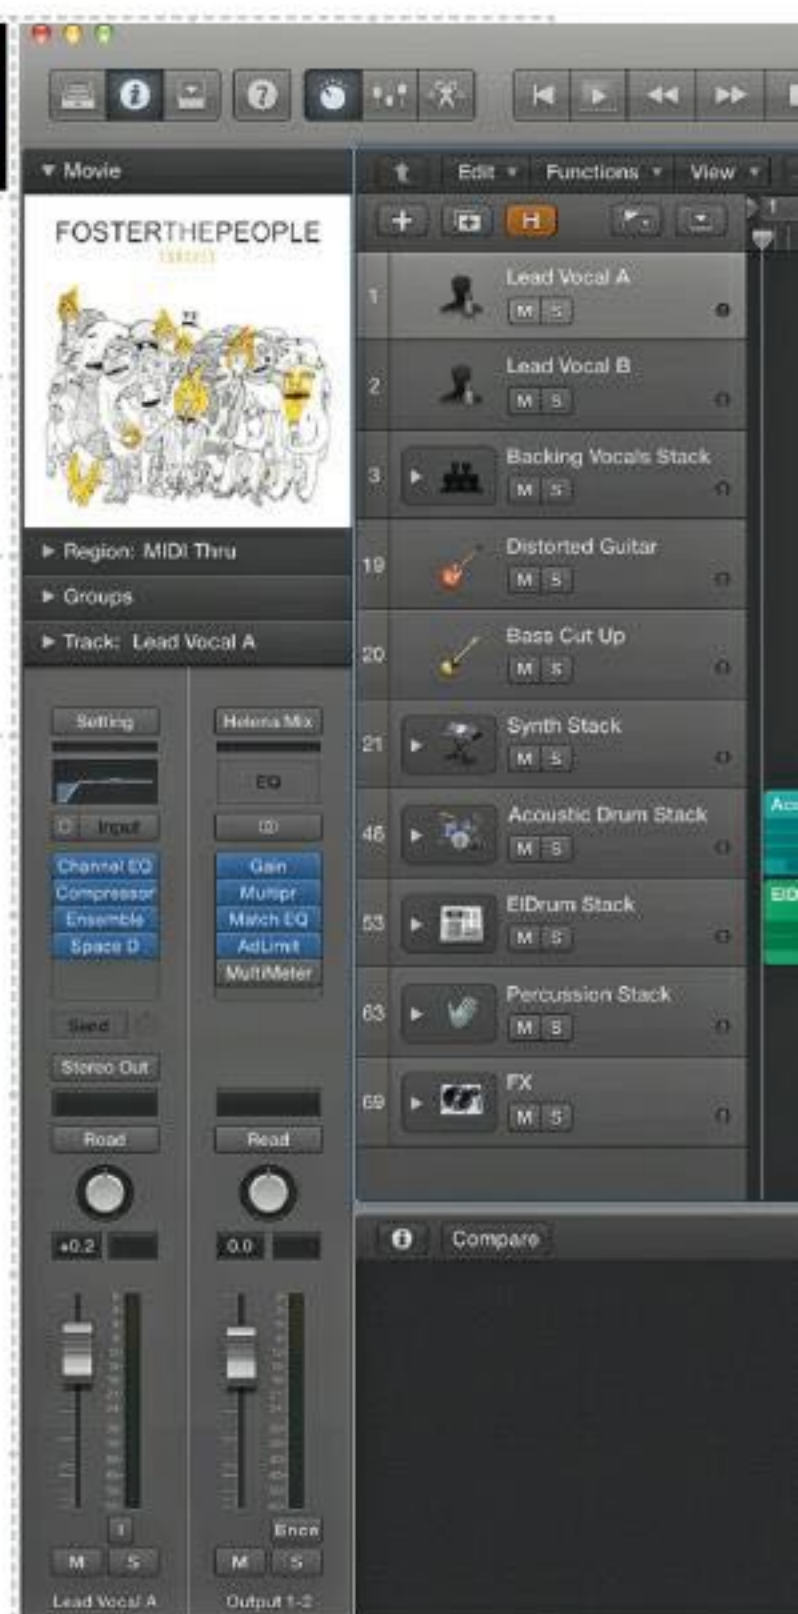 Movie
Edit Functions View
FOSTERTHEPEOPLE
TORCHES
H
1
1 Lead Vocal A
M S
2 Lead Vocal B
M S
3 Backing Vocals Stack
M S
Region: MIDI Thru
Groups
Track: Lead Vocal A
19 Distorted Guitar
M S
20 Bass Cut Up
M S
21 Synth Stack
M S
46 Acoustic Drum Stack
M S
53 ElDrum Stack
M S
63 Percussion Stack
M S
69 FX
M S
Setting
Input
Channel EQ
Compressor
Ensemble
Space D
Send
Stereo Out
Read
+0.2
I
M S
Lead Vocal A
Helena Mix
EQ
Gain
Multipr
Match EQ
AdLimit
MultiMeter
Read
0.0
Bnce
M S
Output 1-2
Compare